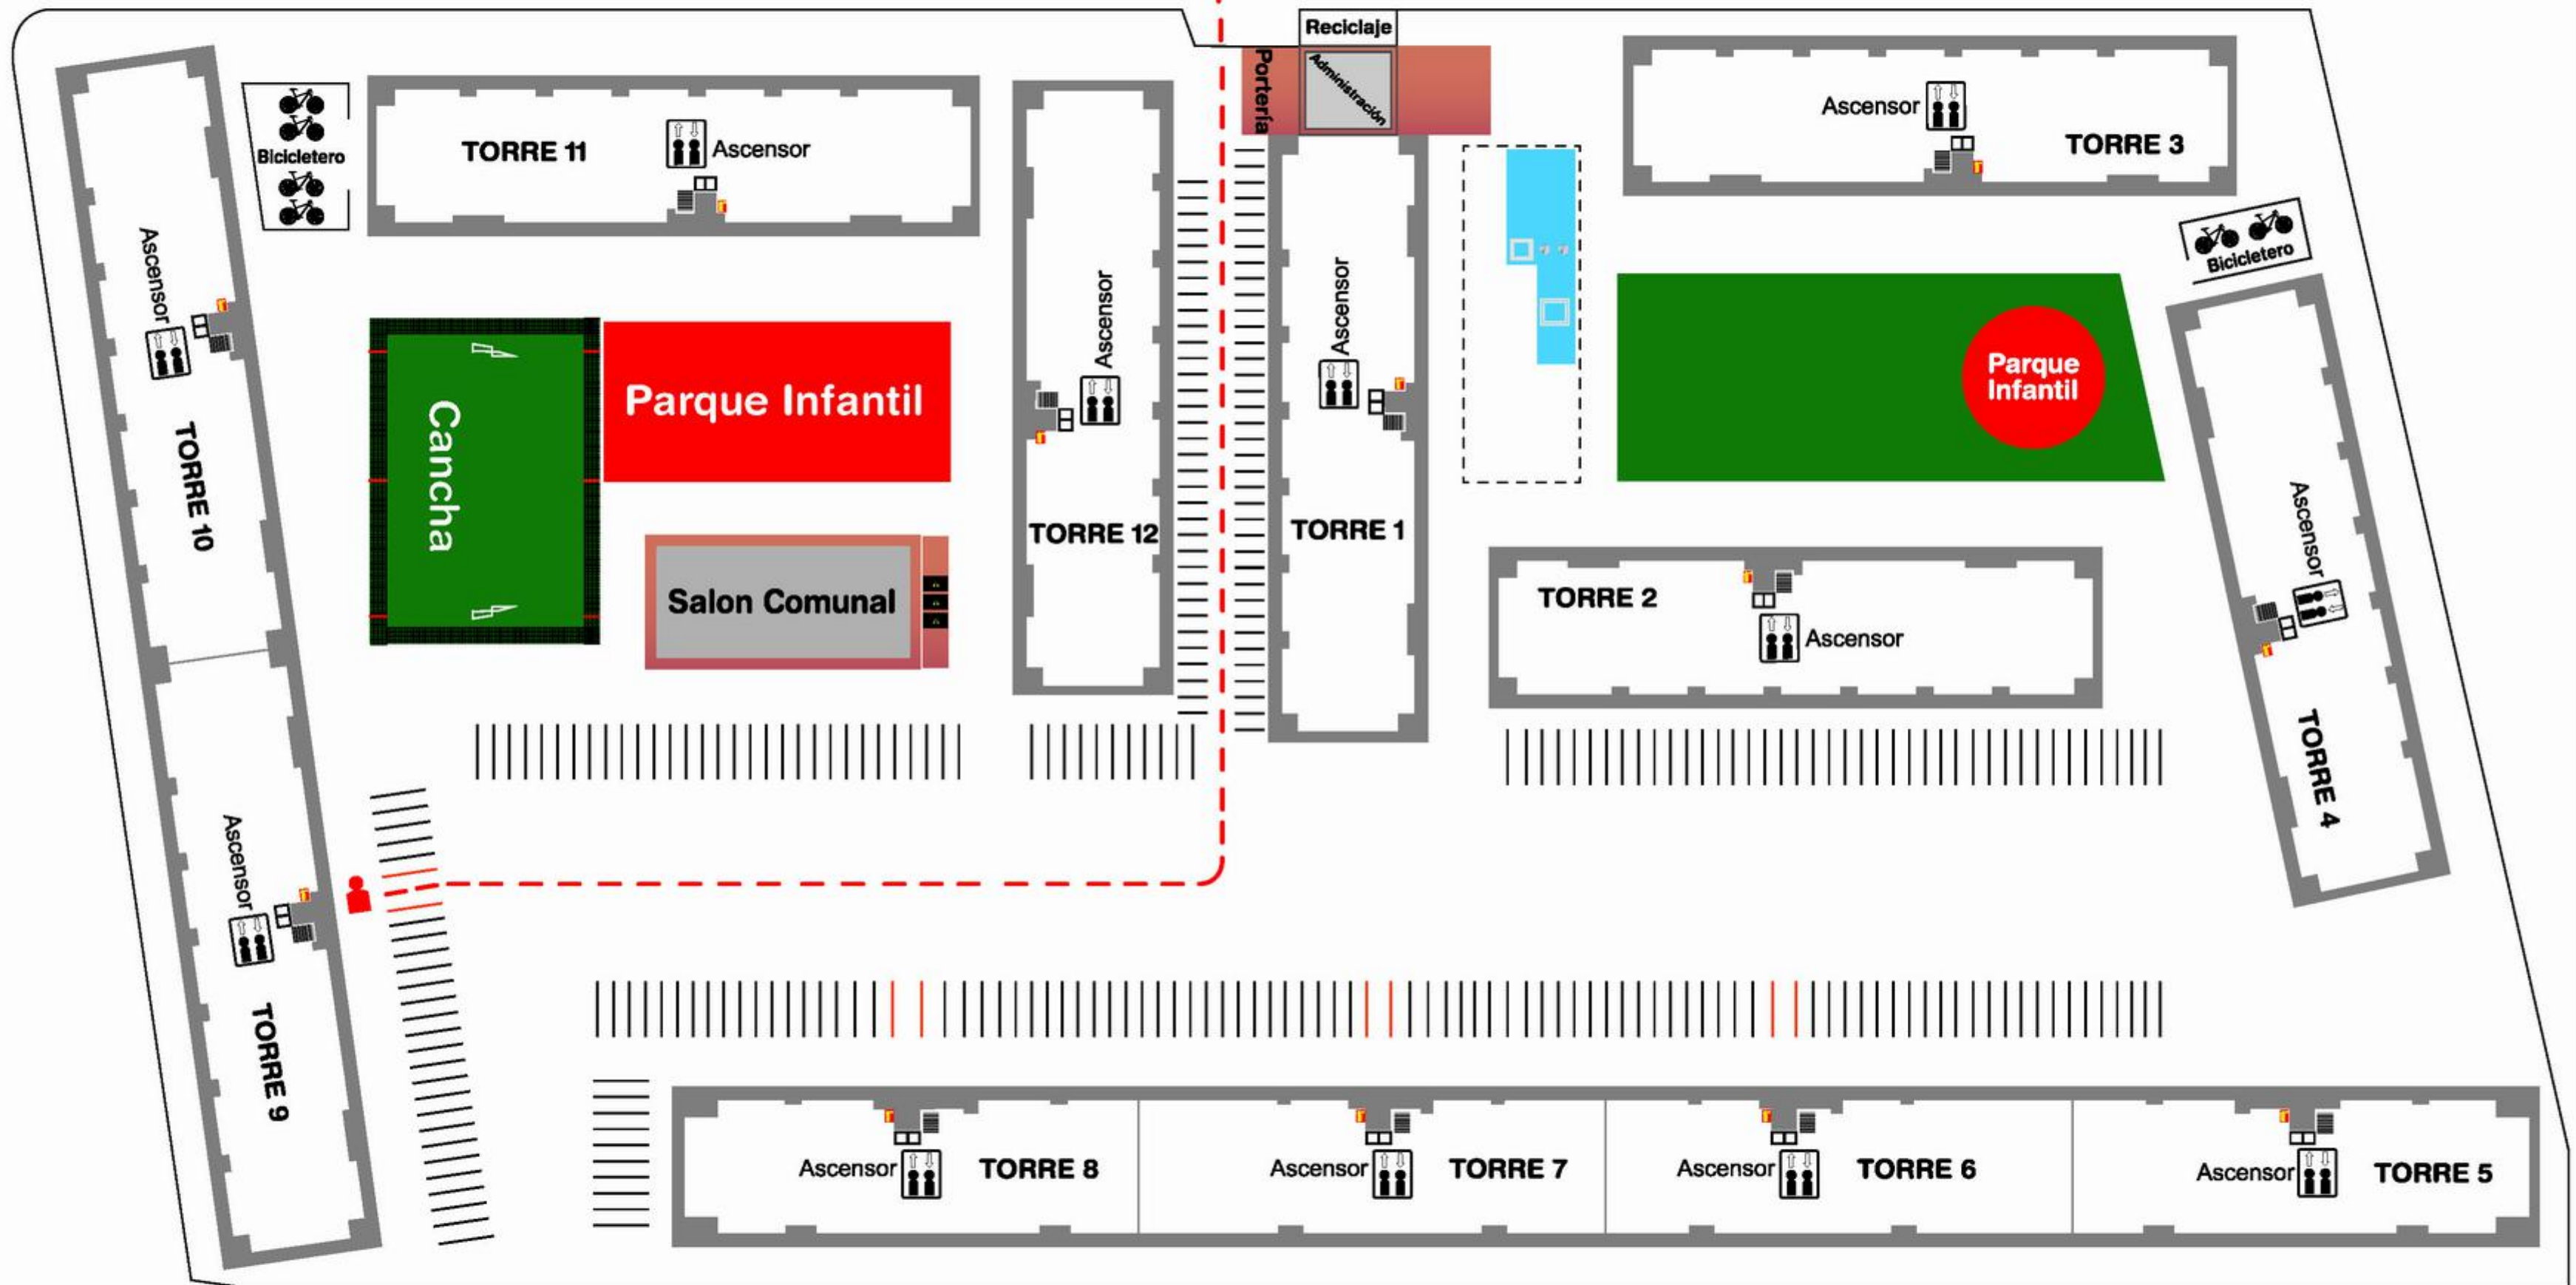 Reciclaje
Portería
Administración
Ascensor
TORRE 3
Bicicletero
TORRE 11
Ascensor
Ascensor
TORRE 10
Ascensor
TORRE 12
Ascensor
TORRE 1
Bicicletero
Cancha
Parque Infantil
Parque
Infantil
Salon Comunal
TORRE 2
Ascensor
Ascensor
TORRE 4
Ascensor
TORRE 9
Ascensor
TORRE 8
Ascensor
TORRE 7
Ascensor
TORRE 6
Ascensor
TORRE 5